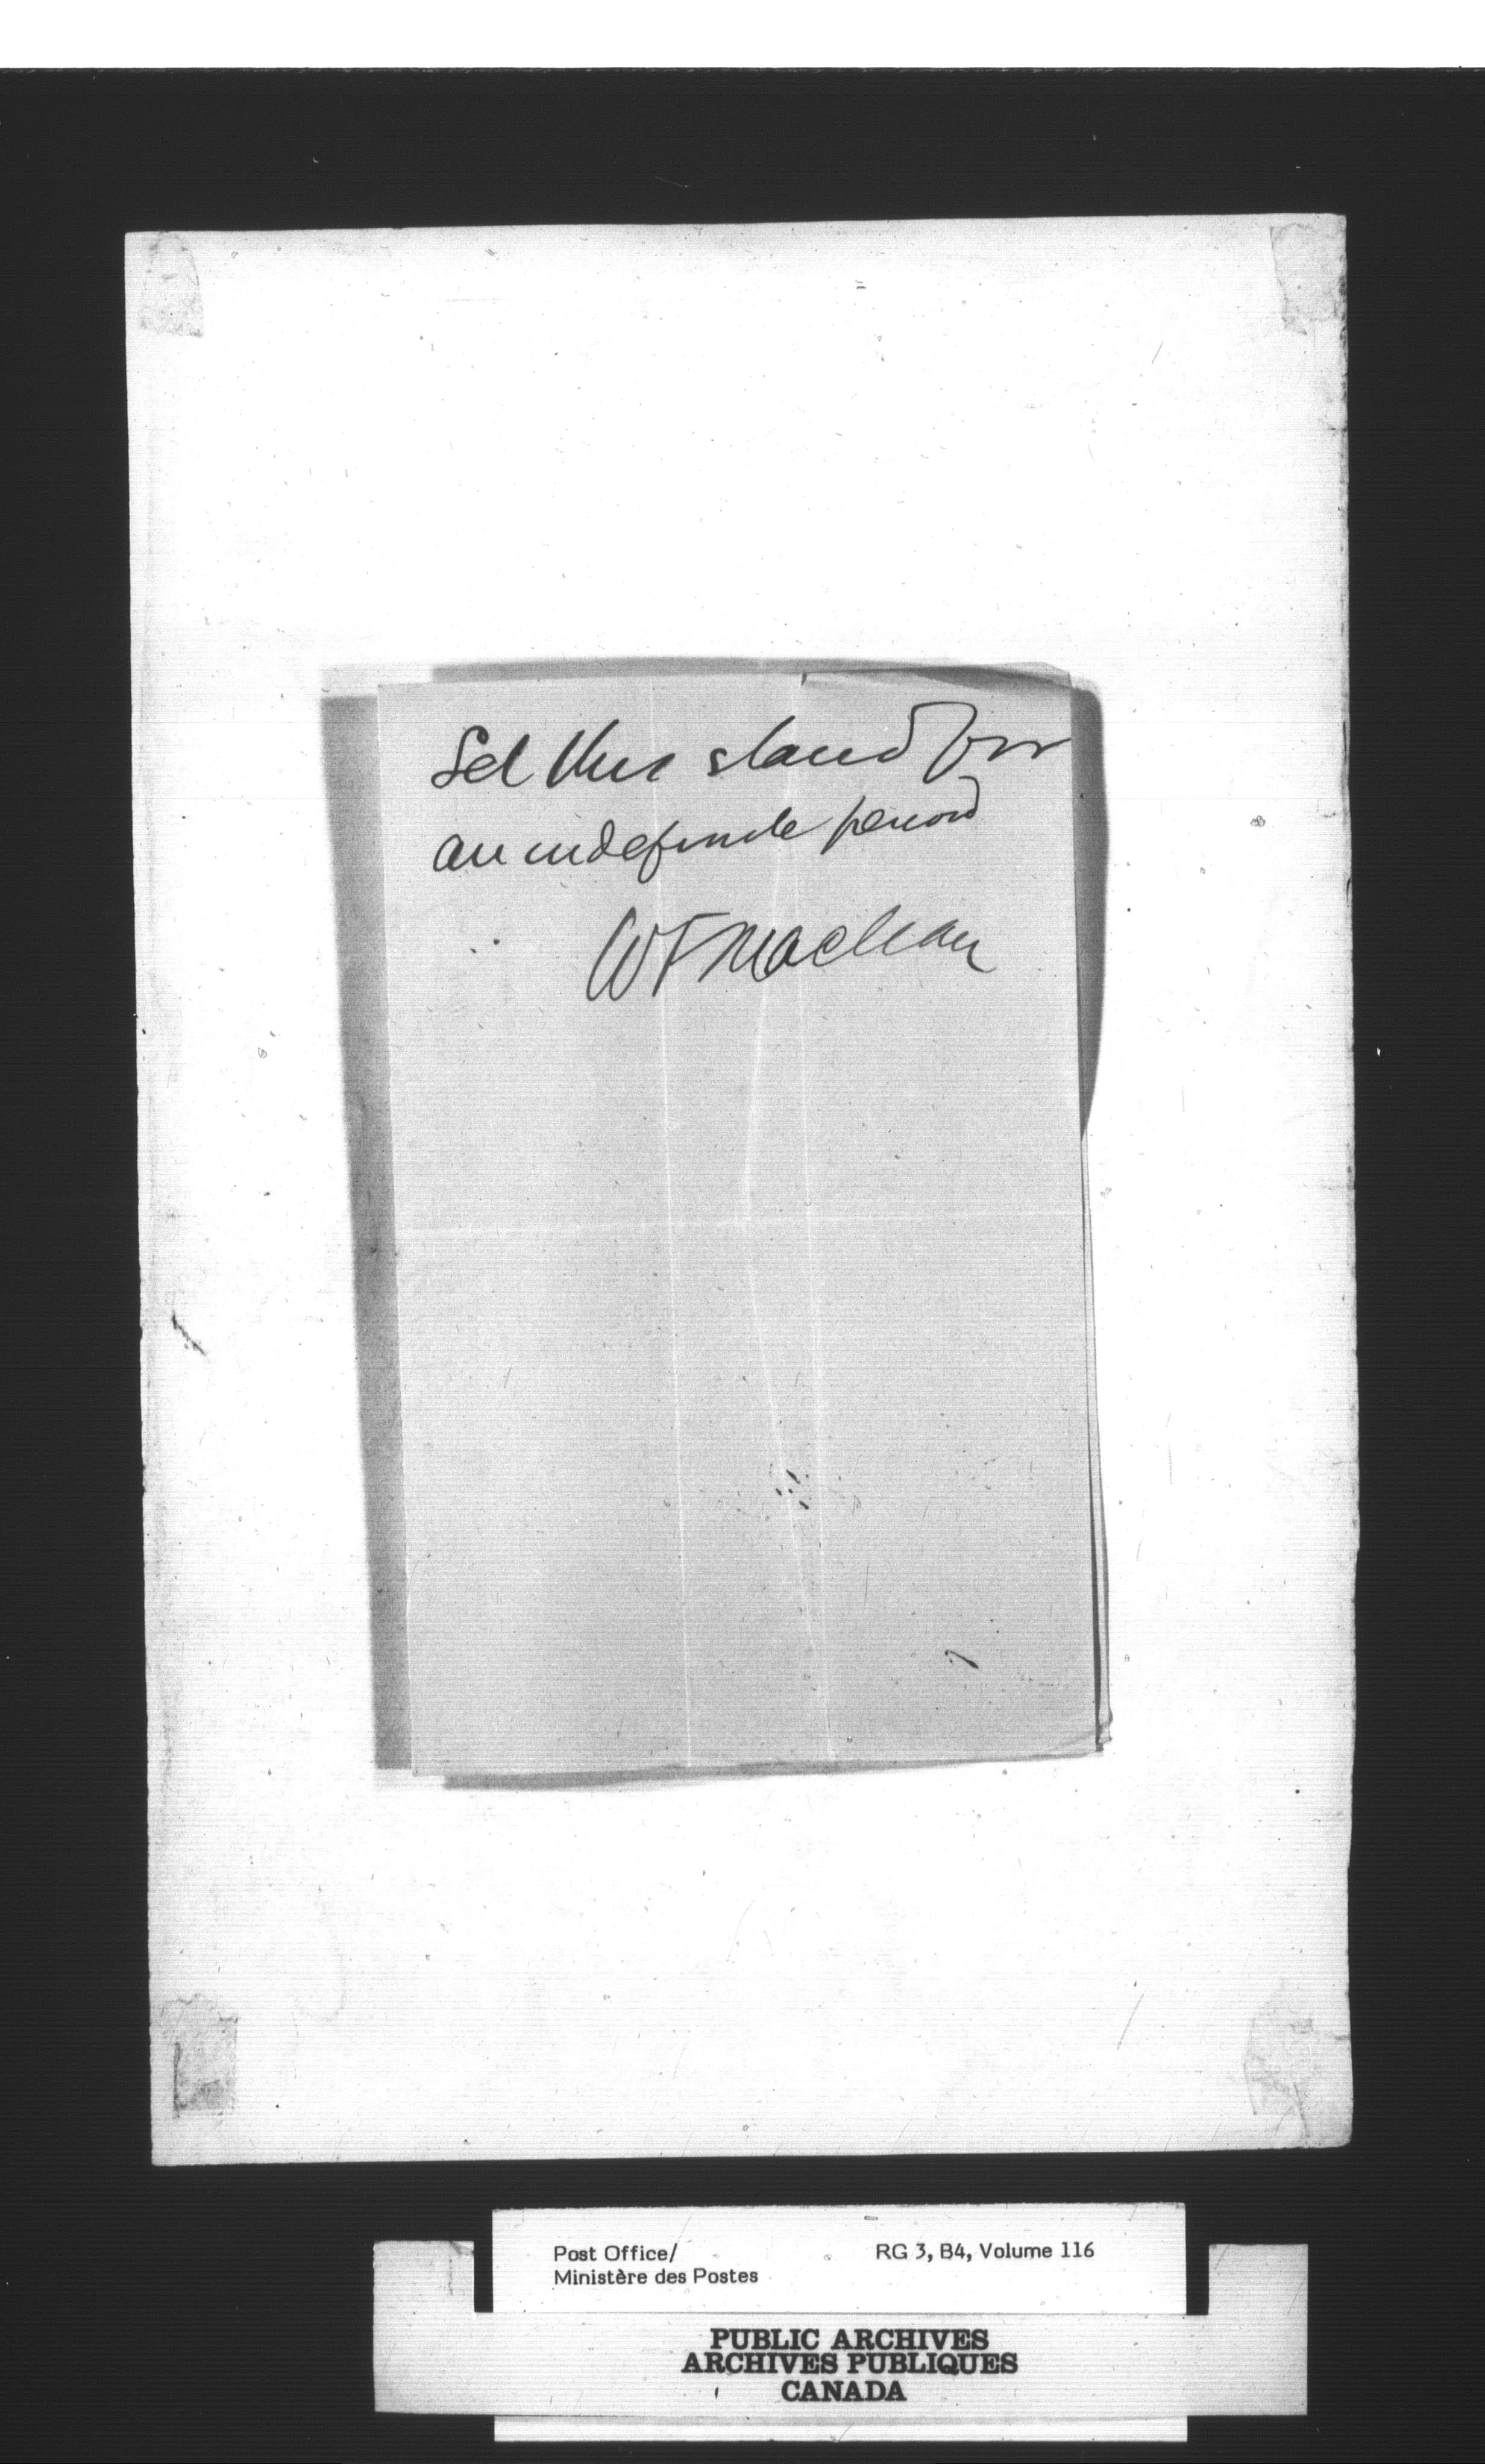 Let this stand for
an indefinite period
WF Maclean
Post Office/
Ministère des Postes
RG 3, B4, Volume 116
PUBLIC ARCHIVES
ARCHIVES PUBLIQUES
CANADA